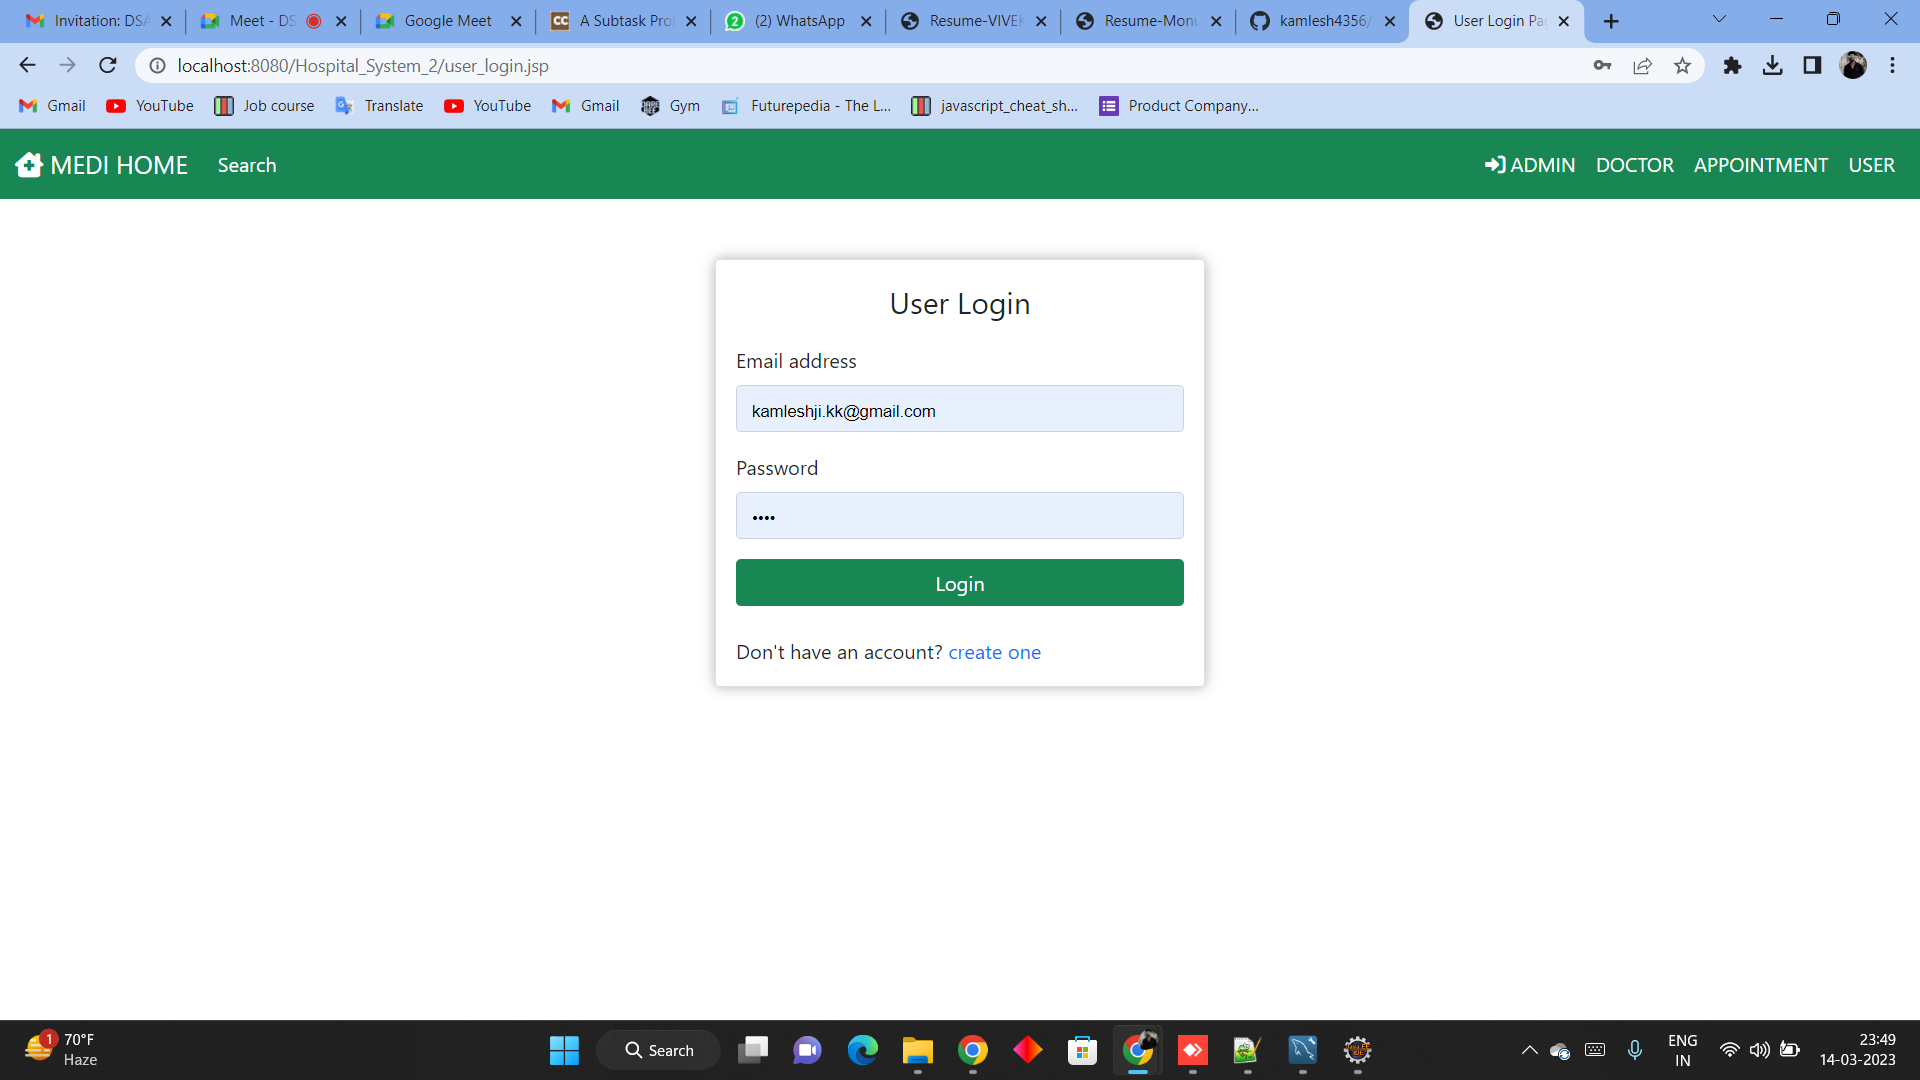 Invitation: DSA
Meet - DS
Google Meet
A Subtask Pro
(2) WhatsApp
Resume-VIVEK
Resume-Monu
kamlesh4356/
User Login Pa
localhost:8080/Hospital_System_2/user_login.jsp
Gmail
YouTube
Job course
Translate
YouTube
Gmail
Gym
Futurepedia - The L...
javascript_cheat_sh...
Product Company...
MEDI HOME
Search
ADMIN
DOCTOR
APPOINTMENT
USER
User Login
Email address
kamleshji.kk@gmail.com
Password
••••
Login
Don't have an account? create one
1
70°F
Haze
Search
ENG
IN
23:49
14-03-2023